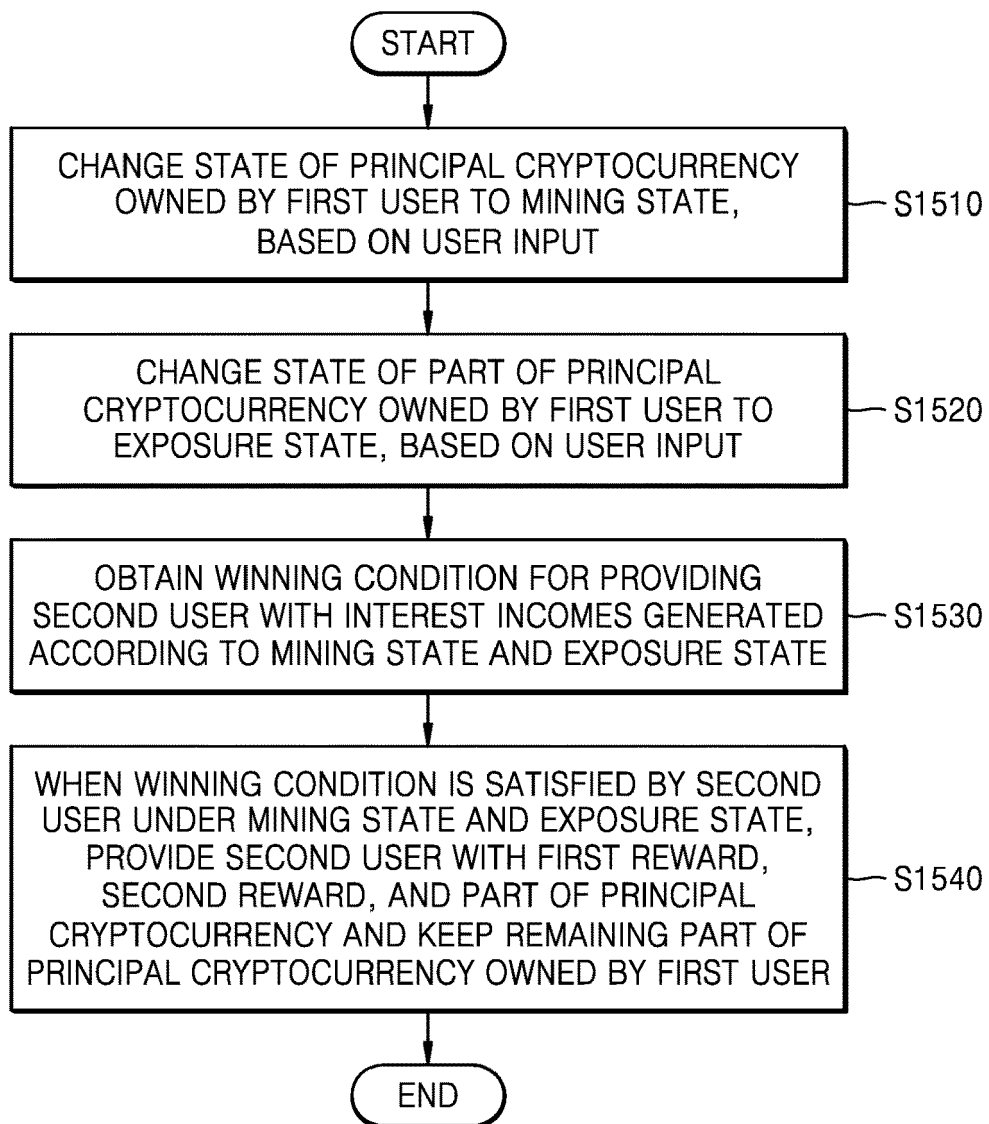 START
CHANGE STATE OF PRINCIPAL CRYPTOCURRENCY
OWNED BY FIRST USER TO MINING STATE,
BASED ON USER INPUT
S1510
CHANGE STATE OF PART OF PRINCIPAL
CRYPTOCURRENCY OWNED BY FIRST USER TO
EXPOSURE STATE, BASED ON USER INPUT
S1520
OBTAIN WINNING CONDITION FOR PROVIDING
SECOND USER WITH INTEREST INCOMES GENERATED
ACCORDING TO MINING STATE AND EXPOSURE STATE
S1530
WHEN WINNING CONDITION IS SATISFIED BY SECOND
USER UNDER MINING STATE AND EXPOSURE STATE,
PROVIDE SECOND USER WITH FIRST REWARD,
SECOND REWARD, AND PART OF PRINCIPAL
CRYPTOCURRENCY AND KEEP REMAINING PART OF
PRINCIPAL CRYPTOCURRENCY OWNED BY FIRST USER
S1540
END